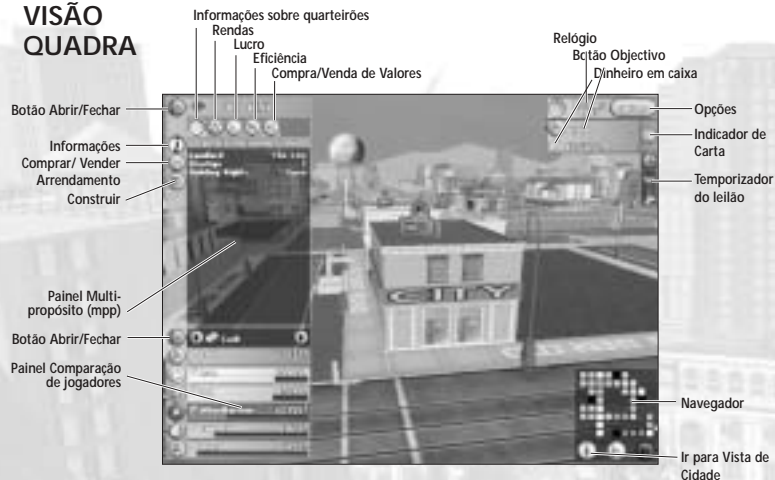 VISÃO
QUADRA
Informações sobre quarteirões
Rendas
Lucro
Eficiência
Compra/Venda de Valores
Relógio
Botão Objectivo
Dinheiro em caixa
Botão Abrir/Fechar
Informações
Comprar/ Vender
Arrendamento
Construir
Painel Multi-
propósito (mpp)
Botão Abrir/Fechar
Painel Comparação
de jogadores
Opções
Indicador de
Carta
Temporizador
do leilão
Navegador
Ir para Vista de
Cidade
CITY